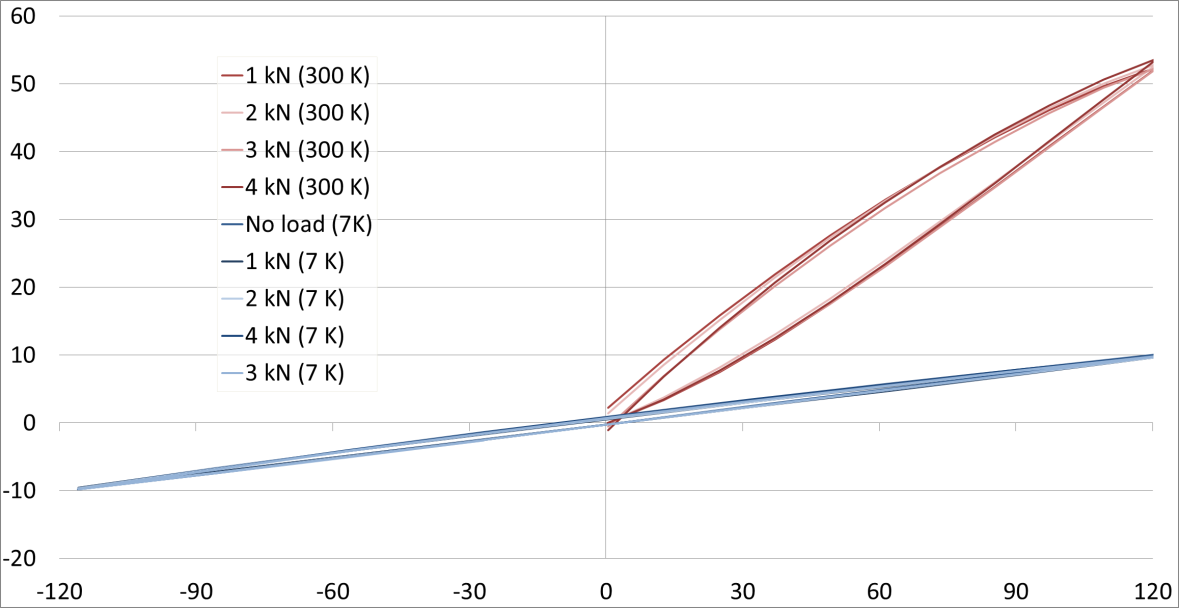 60
50
40
30
20
10
0
-10
-20
1 kN (300 K)
2 kN (300 K)
3 kN (300 K)
4 kN (300 K)
No load (7K)
1 kN (7 K)
2 kN (7 K)
4 kN (7 K)
3 kN (7 K)
-120 -90 -60 -30 0 30 60 90 120